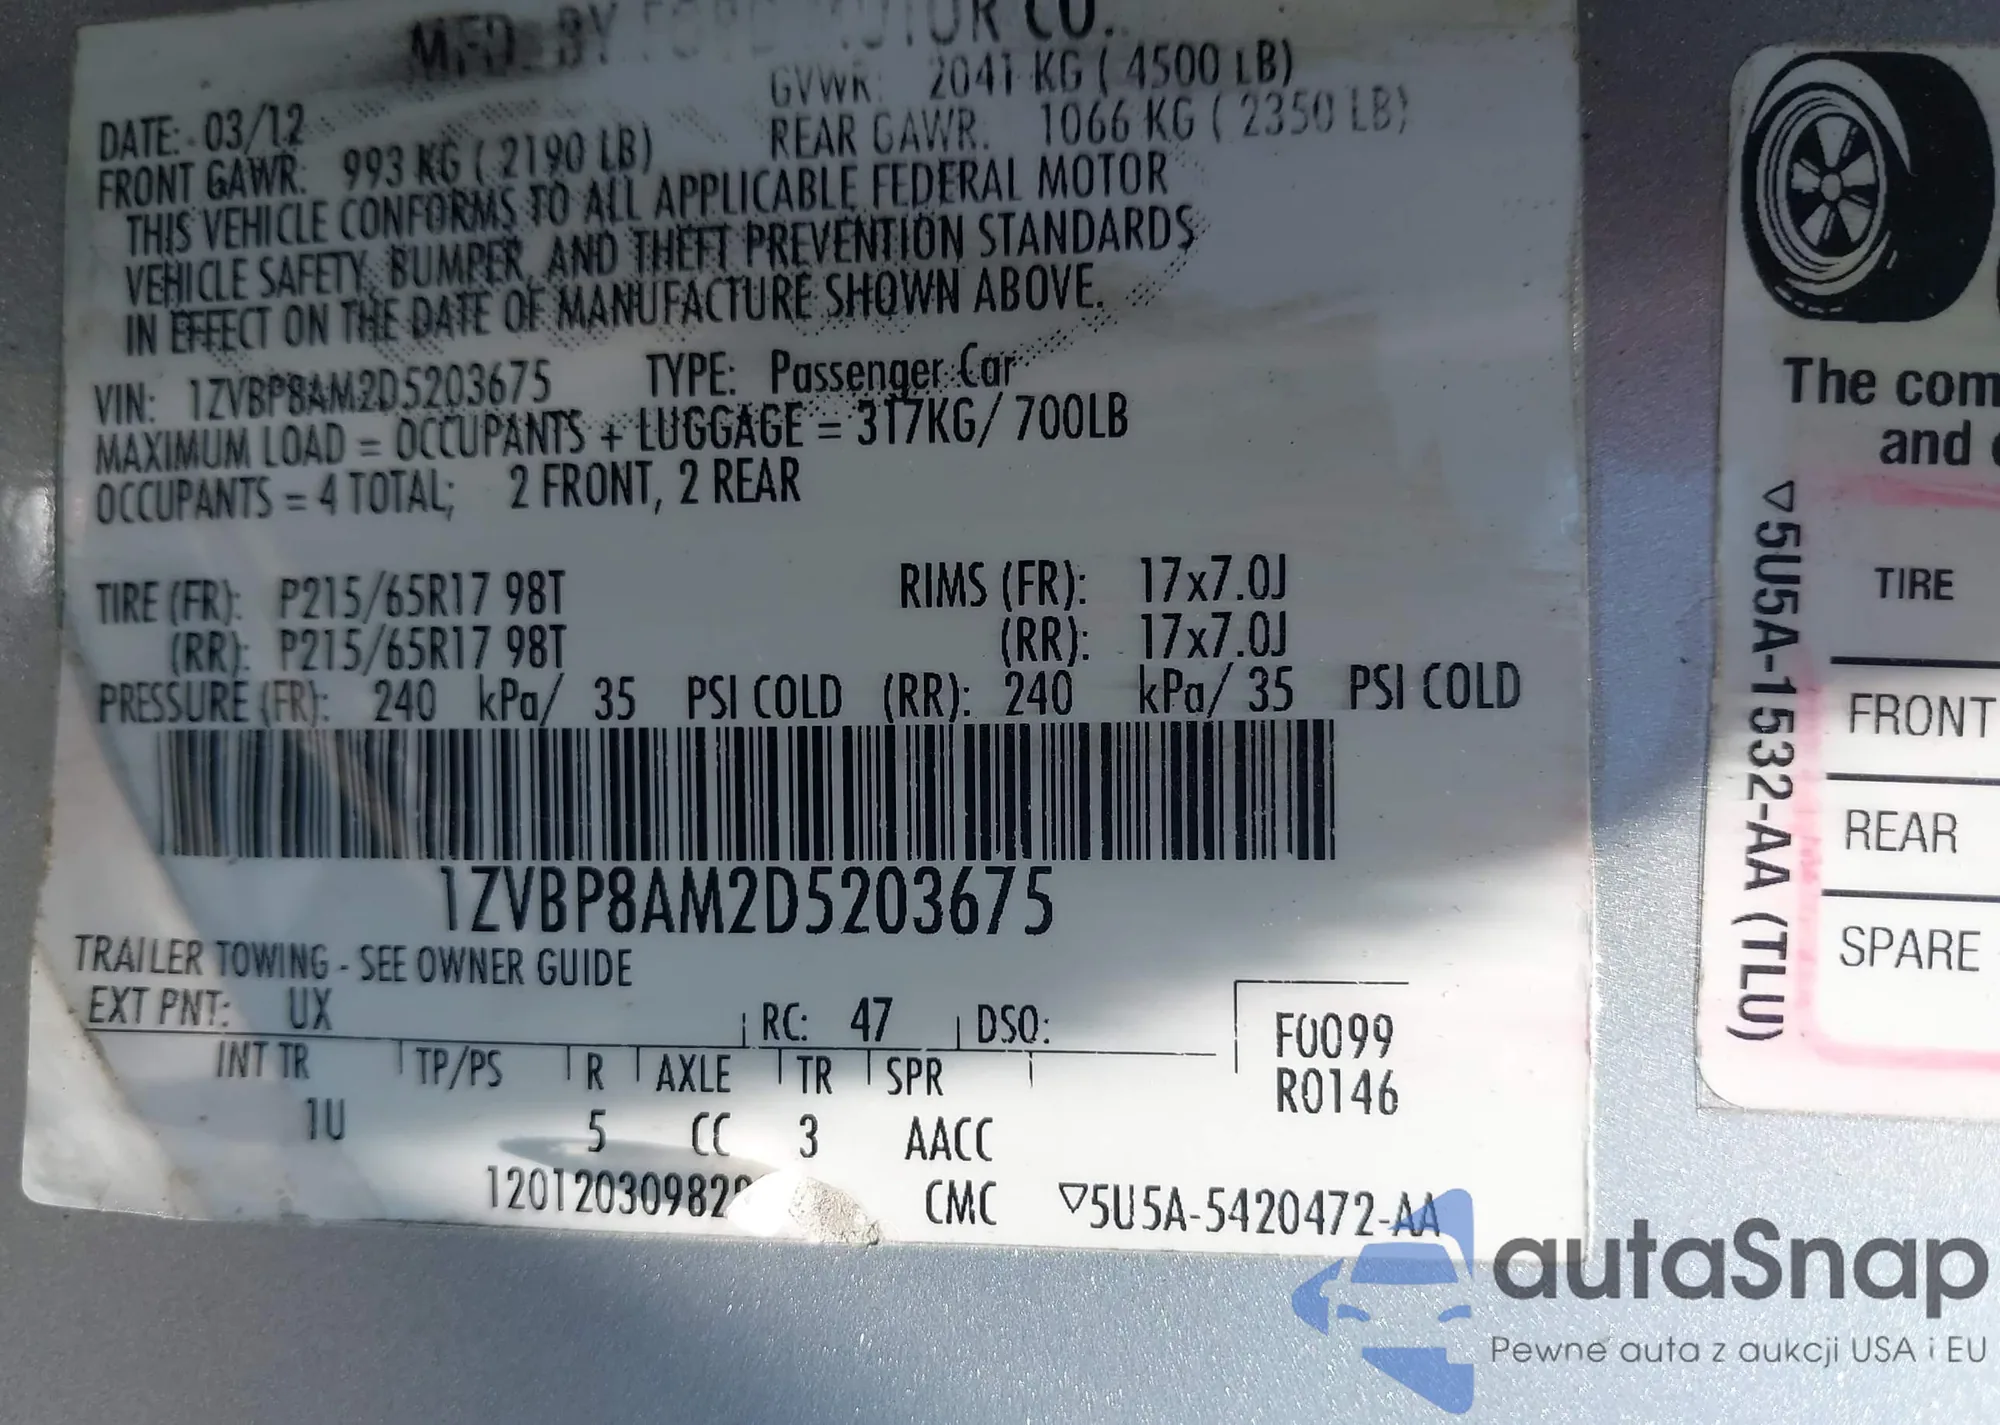 MFD. BY FORD MOTOR CO.
DATE: 03/12
GVWR: 2041 KG ( 4500 LB)
FRONT GAWR: 993 KG ( 2190 LB)
REAR GAWR: 1066 KG ( 2350 LB)
THIS VEHICLE CONFORMS TO ALL APPLICABLE FEDERAL MOTOR
VEHICLE SAFETY, BUMPER, AND THEFT PREVENTION STANDARDS
IN EFFECT ON THE DATE OF MANUFACTURE SHOWN ABOVE.
VIN: 1ZVBP8AM2D5203675 TYPE: Passenger Car
MAXIMUM LOAD = OCCUPANTS + LUGGAGE = 317KG/ 700LB
OCCUPANTS = 4 TOTAL; 2 FRONT, 2 REAR
TIRE (FR): P215/65R17 98T RIMS (FR): 17x7.0J
(RR): P215/65R17 98T (RR): 17x7.0J
PRESSURE (FR): 240 kPa/ 35 PSI COLD (RR): 240 kPa/ 35 PSI COLD
1ZVBP8AM2D5203675
TRAILER TOWING - SEE OWNER GUIDE
EXT PNT: UX RC: 47 DSO:
F0099
R0146
INT TR TP/PS R AXLE TR SPR
1U 5 CC 3 AACC
12012030982 CMC ▽5U5A-5420472-AA
The com
and
▽5U5A-1532-AA (TLU)
TIRE
FRONT
REAR
SPARE
autaSnap
Pewne auta z aukcji USA i EU